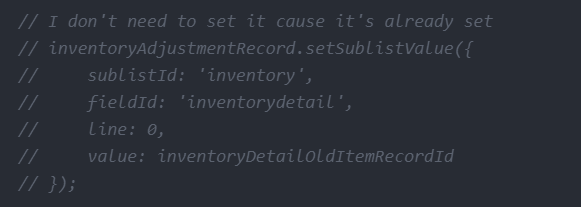 // I don't need to set it cause it's already set
// inventoryAdjustmentRecord.setSublistValue({
//     sublistId: 'inventory',
//     fieldId: 'inventorydetail',
//     line: 0,
//     value: inventoryDetailOldItemRecordId
// });